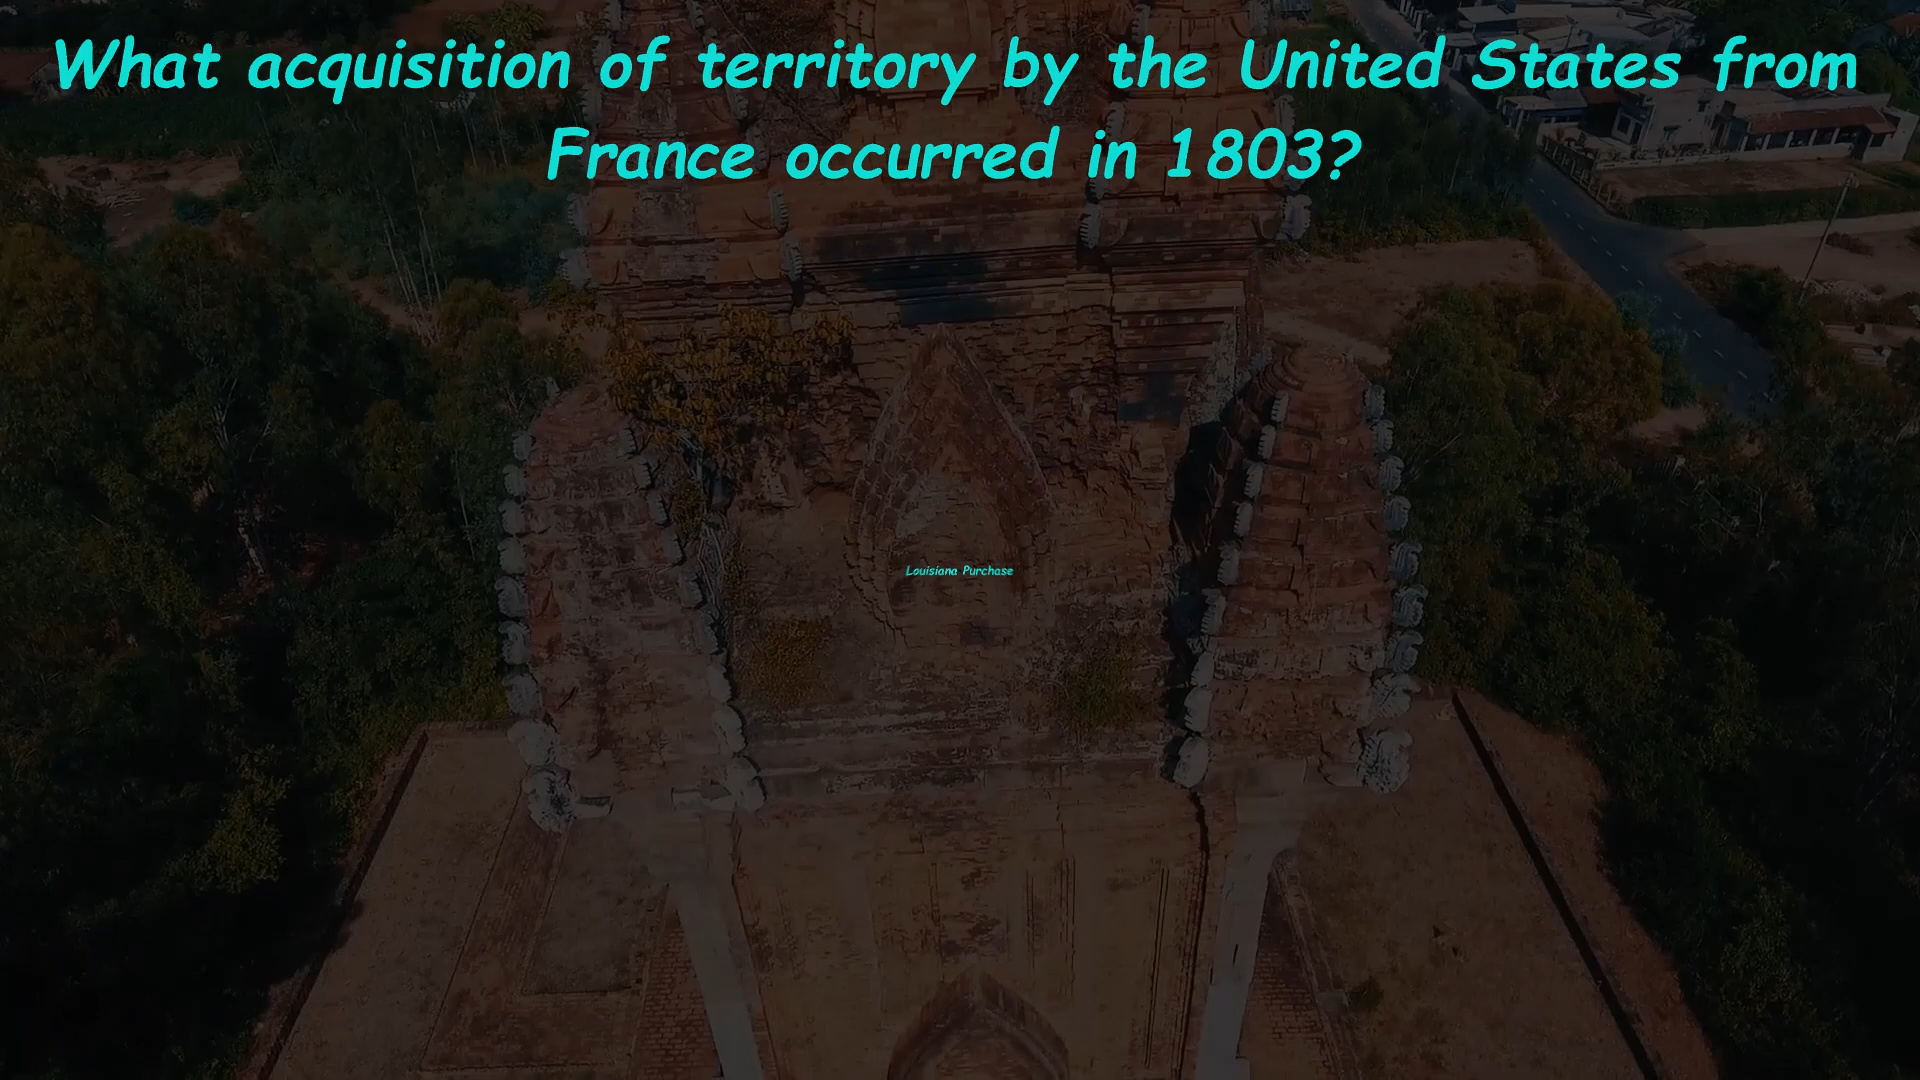 What acquisition of territory by the United States from
France occurred in 1803?
Louisiana Purchase